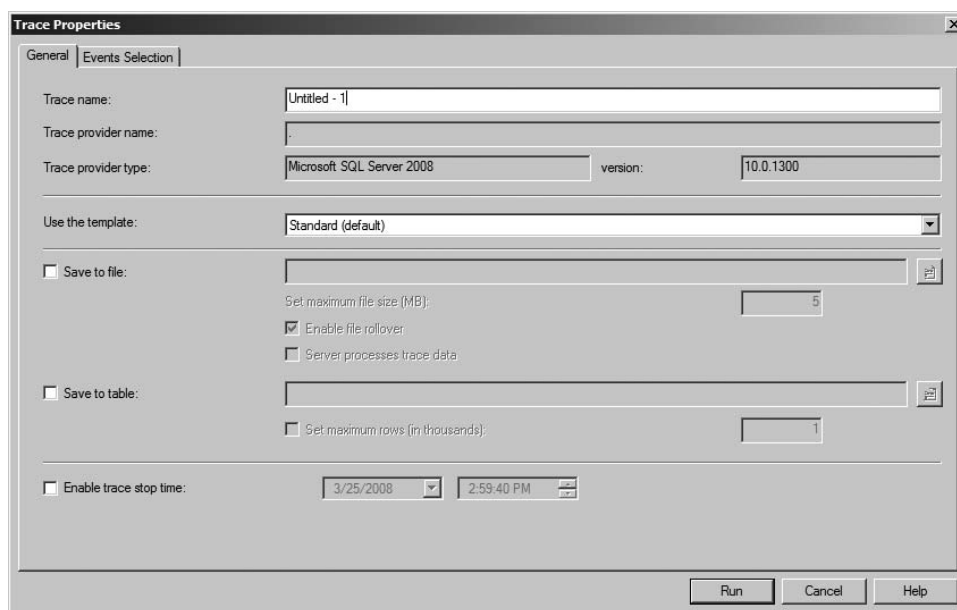 Trace Properties
General Events Selection
Trace name: Untitled - 1
Trace provider name: .
Trace provider type: Microsoft SQL Server 2008 version: 10.0.1300
Use the template: Standard (default)
Save to file:
Set maximum file size (MB): 5
Enable file rollover
Server processes trace data
Save to table:
Set maximum rows (in thousands): 1
Enable trace stop time: 3/25/2008 2:59:40 PM
Run Cancel Help